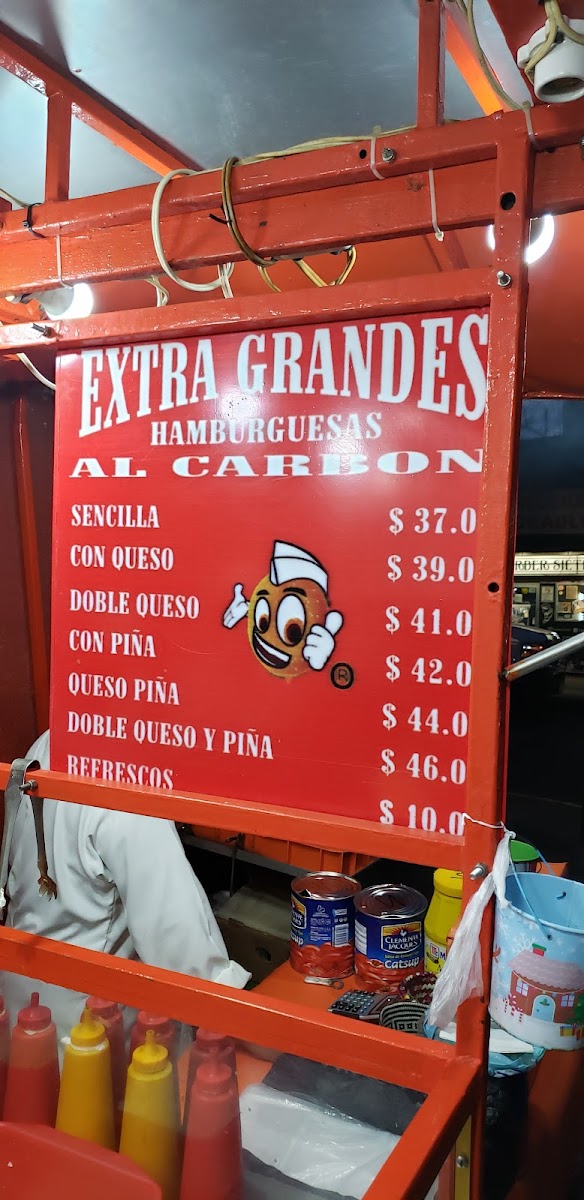 EXTRA GRANDES
HAMBURGUESAS
AL CARBON
SENCILLA $ 37.0
CON QUESO $ 39.0
DOBLE QUESO $ 41.0
CON PIÑA $ 42.0
QUESO PIÑA $ 44.0
DOBLE QUESO Y PIÑA $ 46.0
REFRESCOS $ 10.0
®
CLEMENTE
JACQUES
Catsup